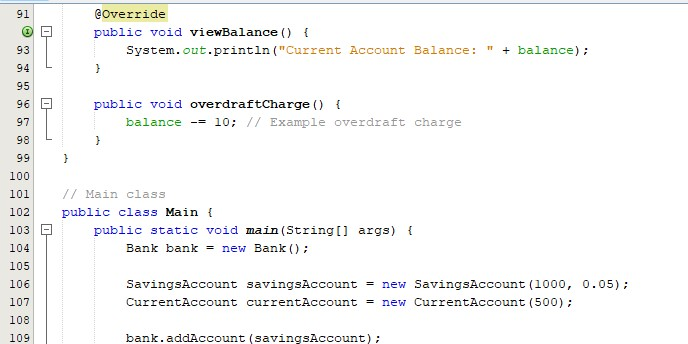 91 @Override
public void viewBalance() {
93 System.out.println("Current Account Balance: " + balance);
94 }
95
96 public void overdraftCharge() {
97 balance -= 10; // Example overdraft charge
98 }
99 }
100
101 // Main class
102 public class Main {
103 public static void main(String[] args) {
104 Bank bank = new Bank();
105
106 SavingsAccount savingsAccount = new SavingsAccount(1000, 0.05);
107 CurrentAccount currentAccount = new CurrentAccount(500);
108
109 bank.addAccount(savingsAccount);